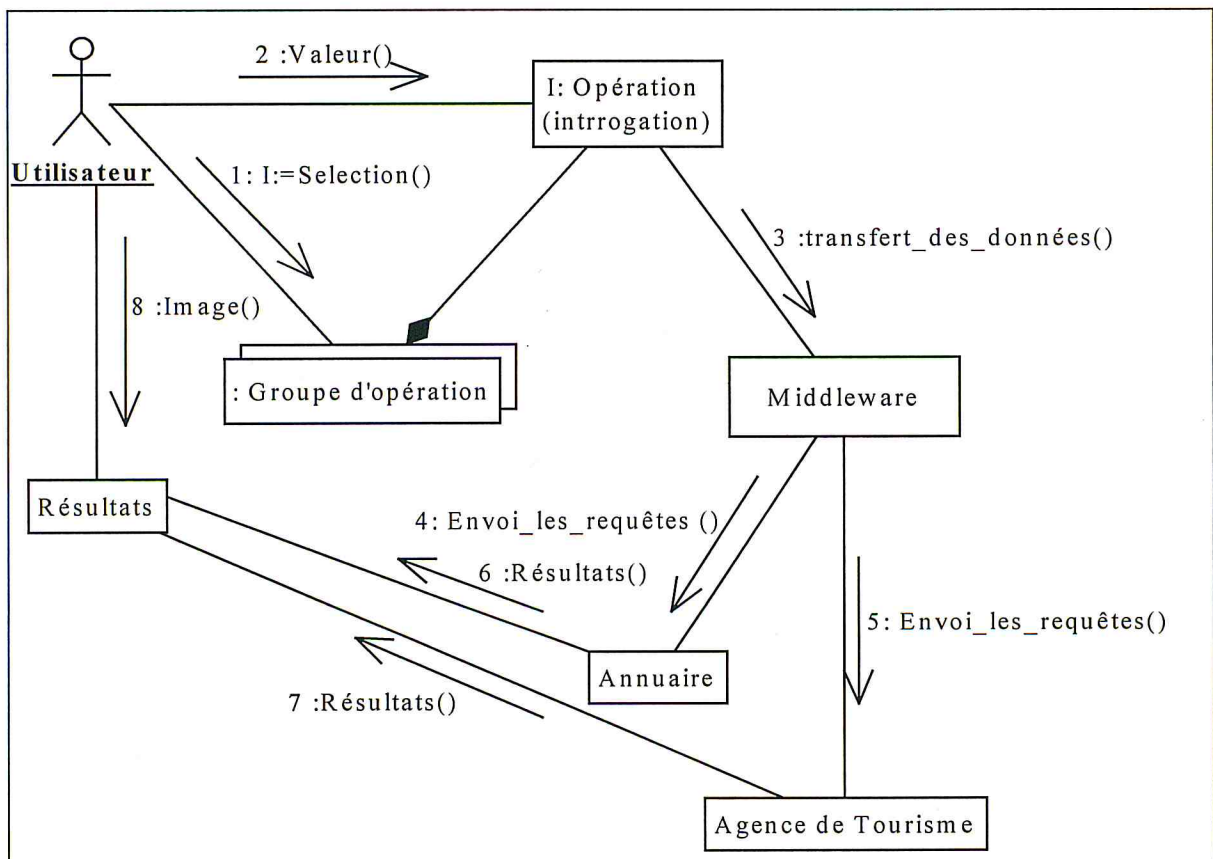 2 :Valeur()
I: Opération
(intrrogation)
Utilisateur
1: I:=Selection()
3 :transfert_des_données()
8 :Image()
: Groupe d'opération
Middleware
Résultats
4: Envoi_les_requêtes ()
6 :Résultats()
5: Envoi_les_requêtes()
Annuaire
7 :Résultats()
Agence de Tourisme